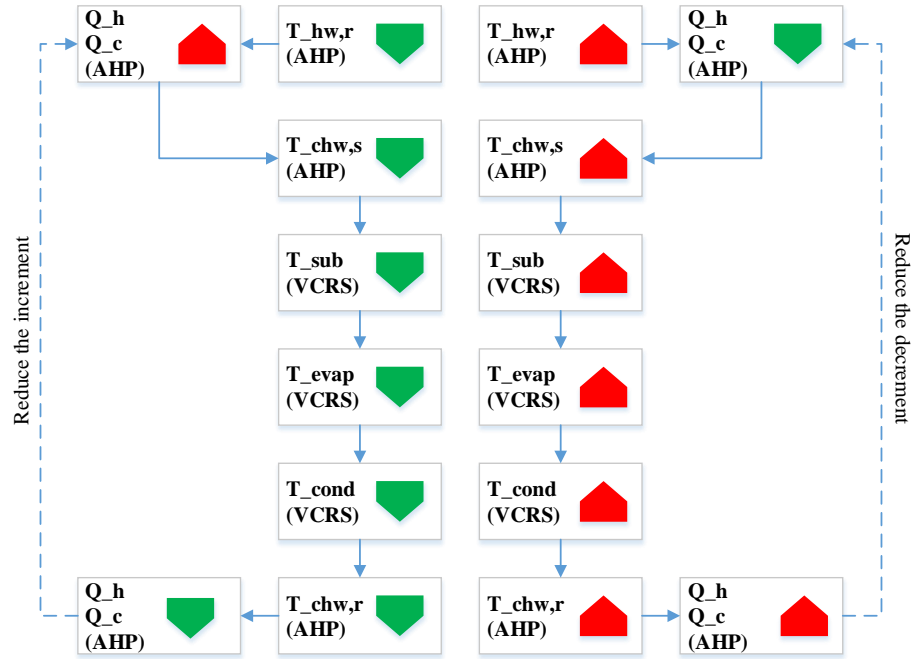 Q_h
Q_c
(AHP)
T_hw,r
(AHP)
T_hw,r
(AHP)
Q_h
Q_c
(AHP)
T_chw,s
(AHP)
T_chw,s
(AHP)
T_sub
(VCRS)
T_sub
(VCRS)
Reduce the increment
Reduce the decrement
T_evap
(VCRS)
T_evap
(VCRS)
T_cond
(VCRS)
T_cond
(VCRS)
Q_h
Q_c
(AHP)
T_chw,r
(AHP)
T_chw,r
(AHP)
Q_h
Q_c
(AHP)